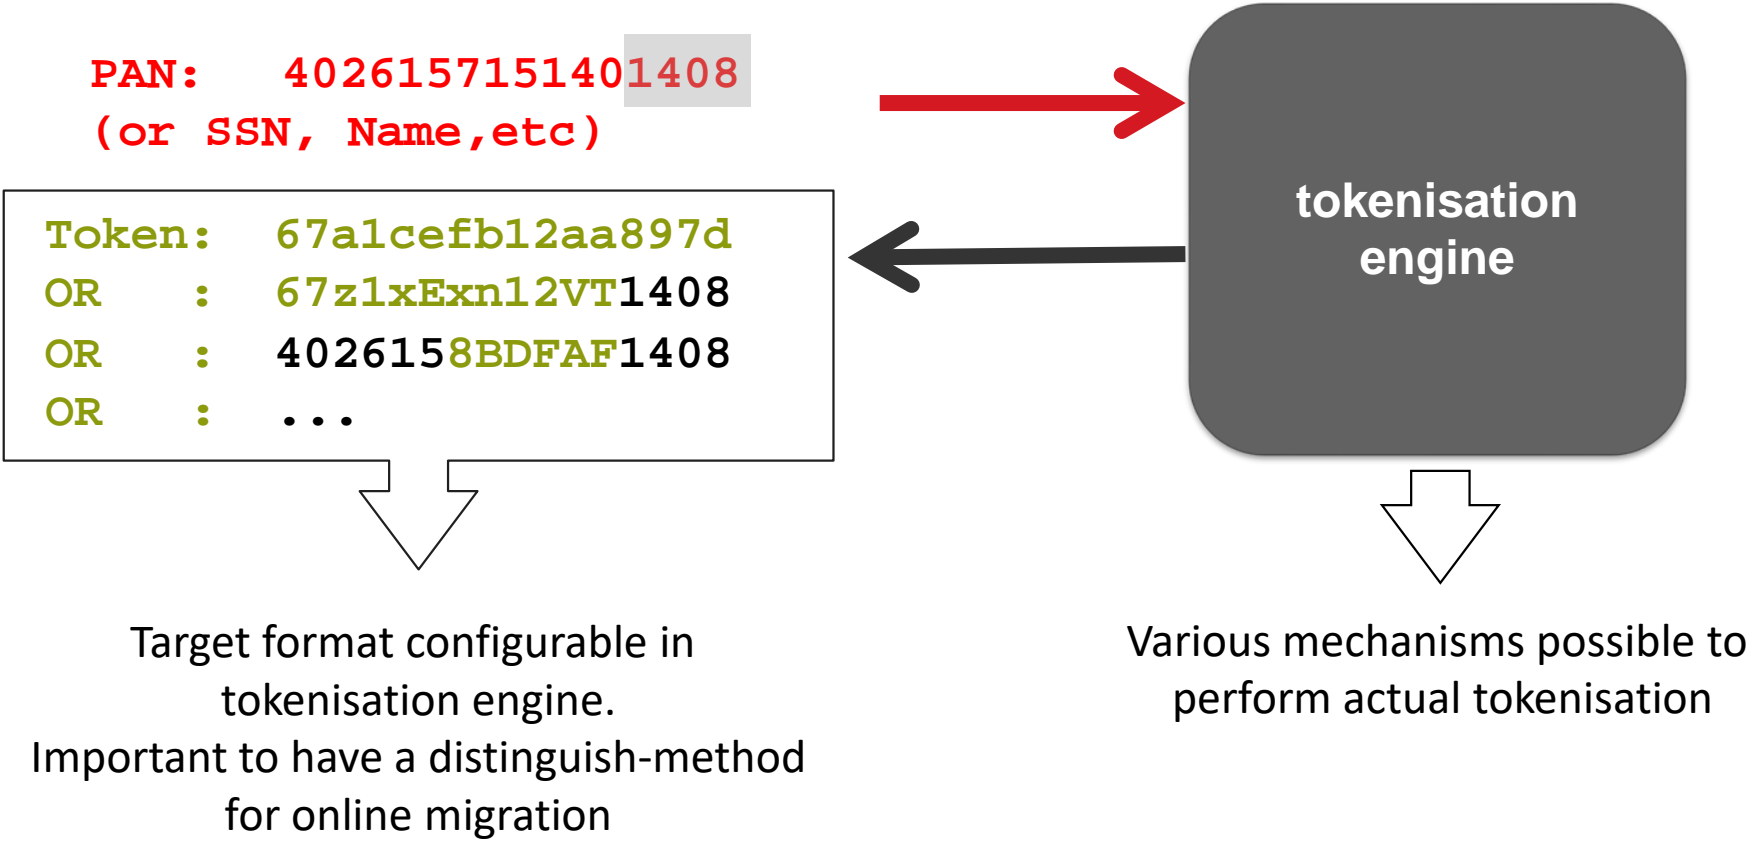 PAN: 4026157151401408
(or SSN, Name,etc)
Token: 67a1cefb12aa897d
OR : 67z1xExn12VT1408
OR : 4026158BDFAF1408
OR : ...
tokenisation
engine
Target format configurable in
tokenisation engine.
Important to have a distinguish-method
for online migration
Various mechanisms possible to
perform actual tokenisation